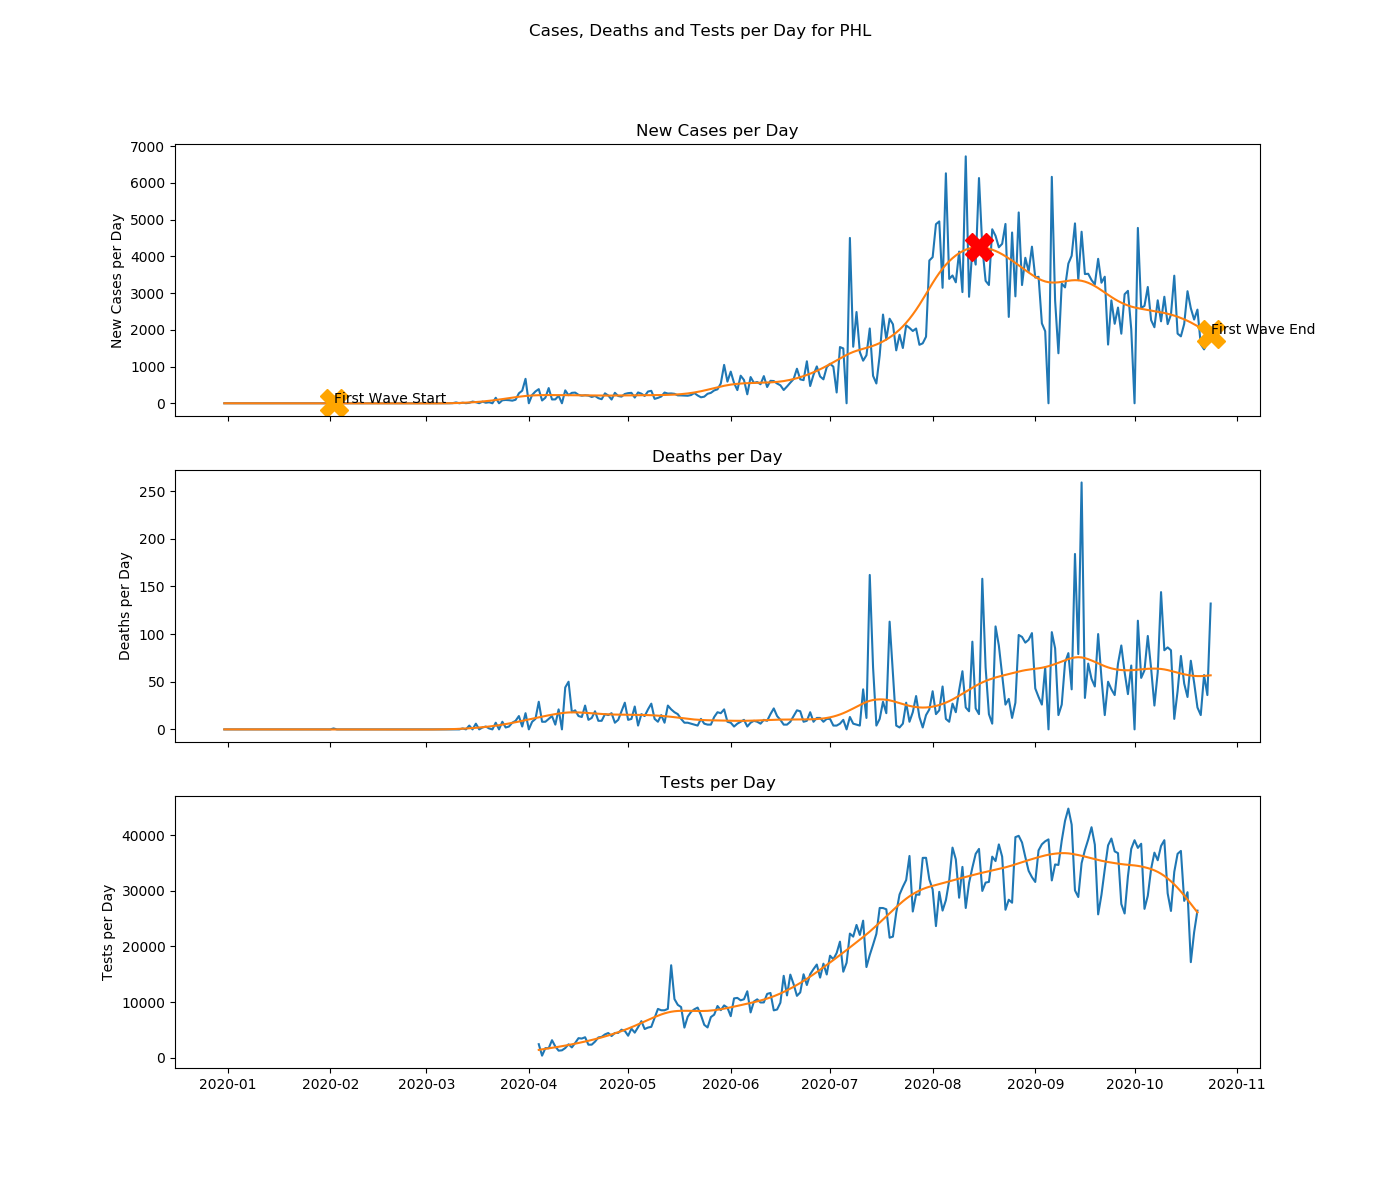 Cases, Deaths and Tests per Day for PHL
New Cases per Day
New Cases per Day
7000
6000
5000
4000
3000
2000
1000
0
First Wave Start
First Wave End
Deaths per Day
Deaths per Day
250
200
150
100
50
0
Tests per Day
Tests per Day
40000
30000
20000
10000
0
2020-01 2020-02 2020-03 2020-04 2020-05 2020-06 2020-07 2020-08 2020-09 2020-10 2020-11